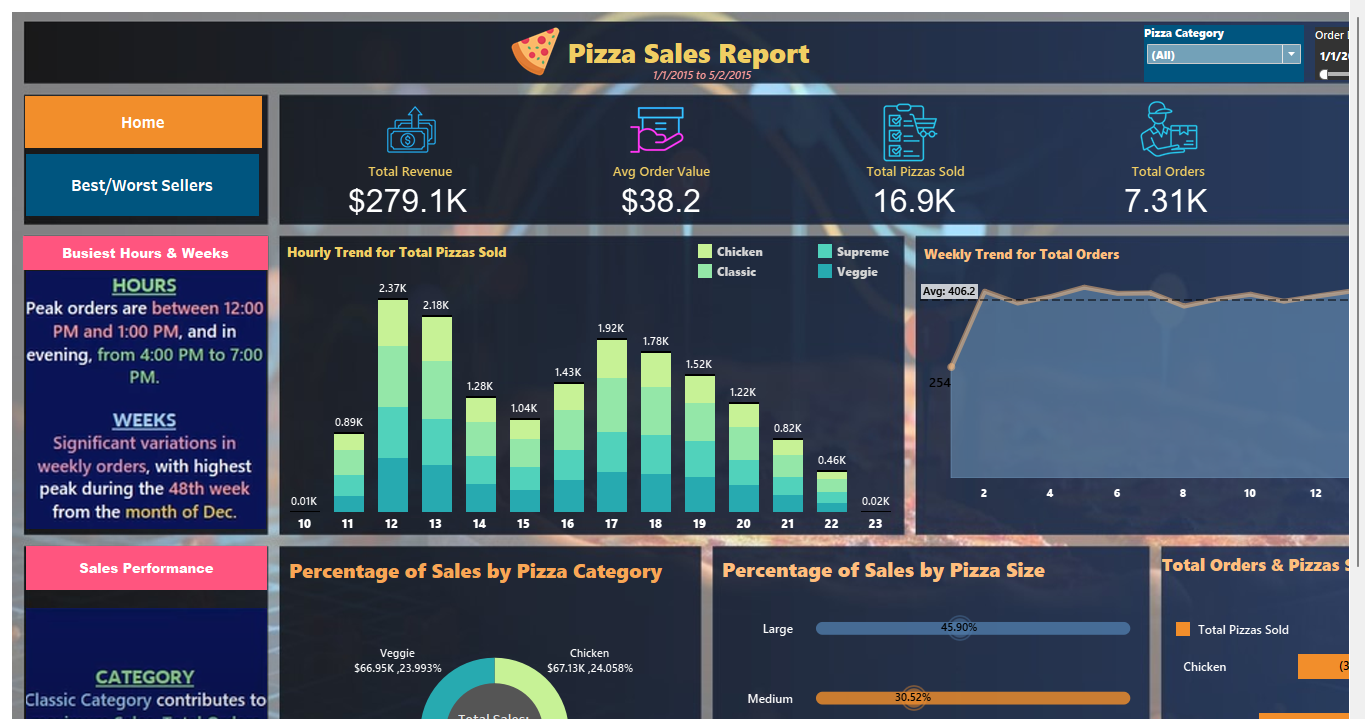 Pizza Sales Report
1/1/2015 to 5/2/2015
Pizza Category
(All)
Order
1/1/2
Home
Best/Worst Sellers
Total Revenue
$279.1K
Avg Order Value
$38.2
Total Pizzas Sold
16.9K
Total Orders
7.31K
Busiest Hours & Weeks
HOURS
Peak orders are between 12:00
PM and 1:00 PM, and in
evening, from 4:00 PM to 7:00
PM.
WEEKS
Significant variations in
weekly orders, with highest
peak during the 48th week
from the month of Dec.
Hourly Trend for Total Pizzas Sold
Chicken
Classic
Supreme
Veggie
0.01K
0.89K
2.37K
2.18K
1.28K
1.04K
1.43K
1.92K
1.78K
1.52K
1.22K
0.82K
0.46K
0.02K
10 11 12 13 14 15 16 17 18 19 20 21 22 23
Weekly Trend for Total Orders
Avg: 406.2
254
2 4 6 8 10 12
Sales Performance
CATEGORY
Classic Category contributes to
Percentage of Sales by Pizza Category
Veggie
$66.95K ,23.993%
Chicken
$67.13K ,24.058%
Total Sales:
Percentage of Sales by Pizza Size
Large
45.90%
Medium
30.52%
Total Orders & Pizzas S
Total Pizzas Sold
Chicken
(3